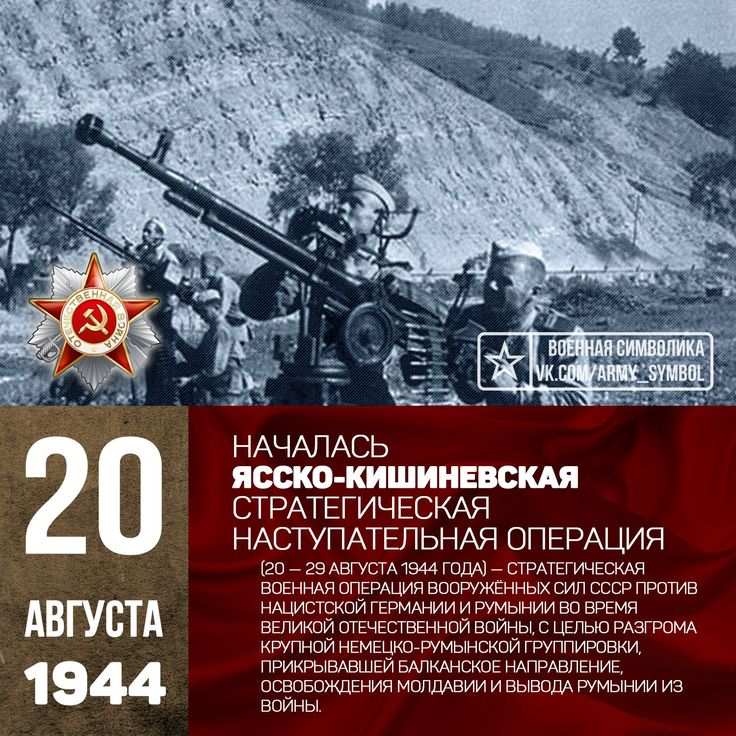 ОТЕЧЕСТВЕННАЯ ВОЙНА
ВОЕННАЯ СИМВОЛИКА
VK.COM/ARMY_SYMBOL
20
АВГУСТА
1944
НАЧАЛАСЬ
ЯССКО-КИШИНЕВСКАЯ
СТРАТЕГИЧЕСКАЯ
НАСТУПАТЕЛЬНАЯ ОПЕРАЦИЯ
(20 — 29 АВГУСТА 1944 ГОДА) — СТРАТЕГИЧЕСКАЯ
ВОЕННАЯ ОПЕРАЦИЯ ВООРУЖЁННЫХ СИЛ СССР ПРОТИВ
НАЦИСТСКОЙ ГЕРМАНИИ И РУМЫНИИ ВО ВРЕМЯ
ВЕЛИКОЙ ОТЕЧЕСТВЕННОЙ ВОЙНЫ, С ЦЕЛЬЮ РАЗГРОМА
КРУПНОЙ НЕМЕЦКО-РУМЫНСКОЙ ГРУППИРОВКИ,
ПРИКРЫВАВШЕЙ БАЛКАНСКОЕ НАПРАВЛЕНИЕ,
ОСВОБОЖДЕНИЯ МОЛДАВИИ И ВЫВОДА РУМЫНИИ ИЗ
ВОЙНЫ.